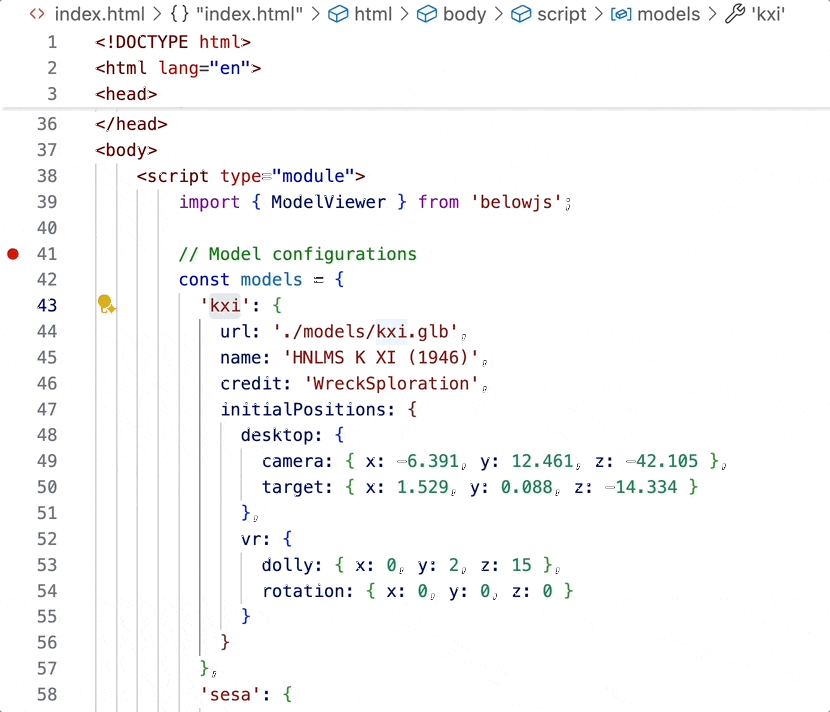 <> index.html > {} "index.html" > html > body > script > models > 'kxi'
1 <!DOCTYPE html>
2 <html lang="en">
3 <head>
36 </head>
37 <body>
38 <script type="module">
39 import { ModelViewer } from 'belowjs';
40
41 // Model configurations
42 const models = {
43 'kxi': {
44 url: './models/kxi.glb',
45 name: 'HNLMS K XI (1946)',
46 credit: 'WreckSploration',
47 initialPositions: {
48 desktop: {
49 camera: { x: -6.391, y: 12.461, z: -42.105 },
50 target: { x: 1.529, y: 0.088, z: -14.334 }
51 },
52 vr: {
53 dolly: { x: 0, y: 2, z: 15 },
54 rotation: { x: 0, y: 0, z: 0 }
55 }
56 }
57 },
58 'sesa': {